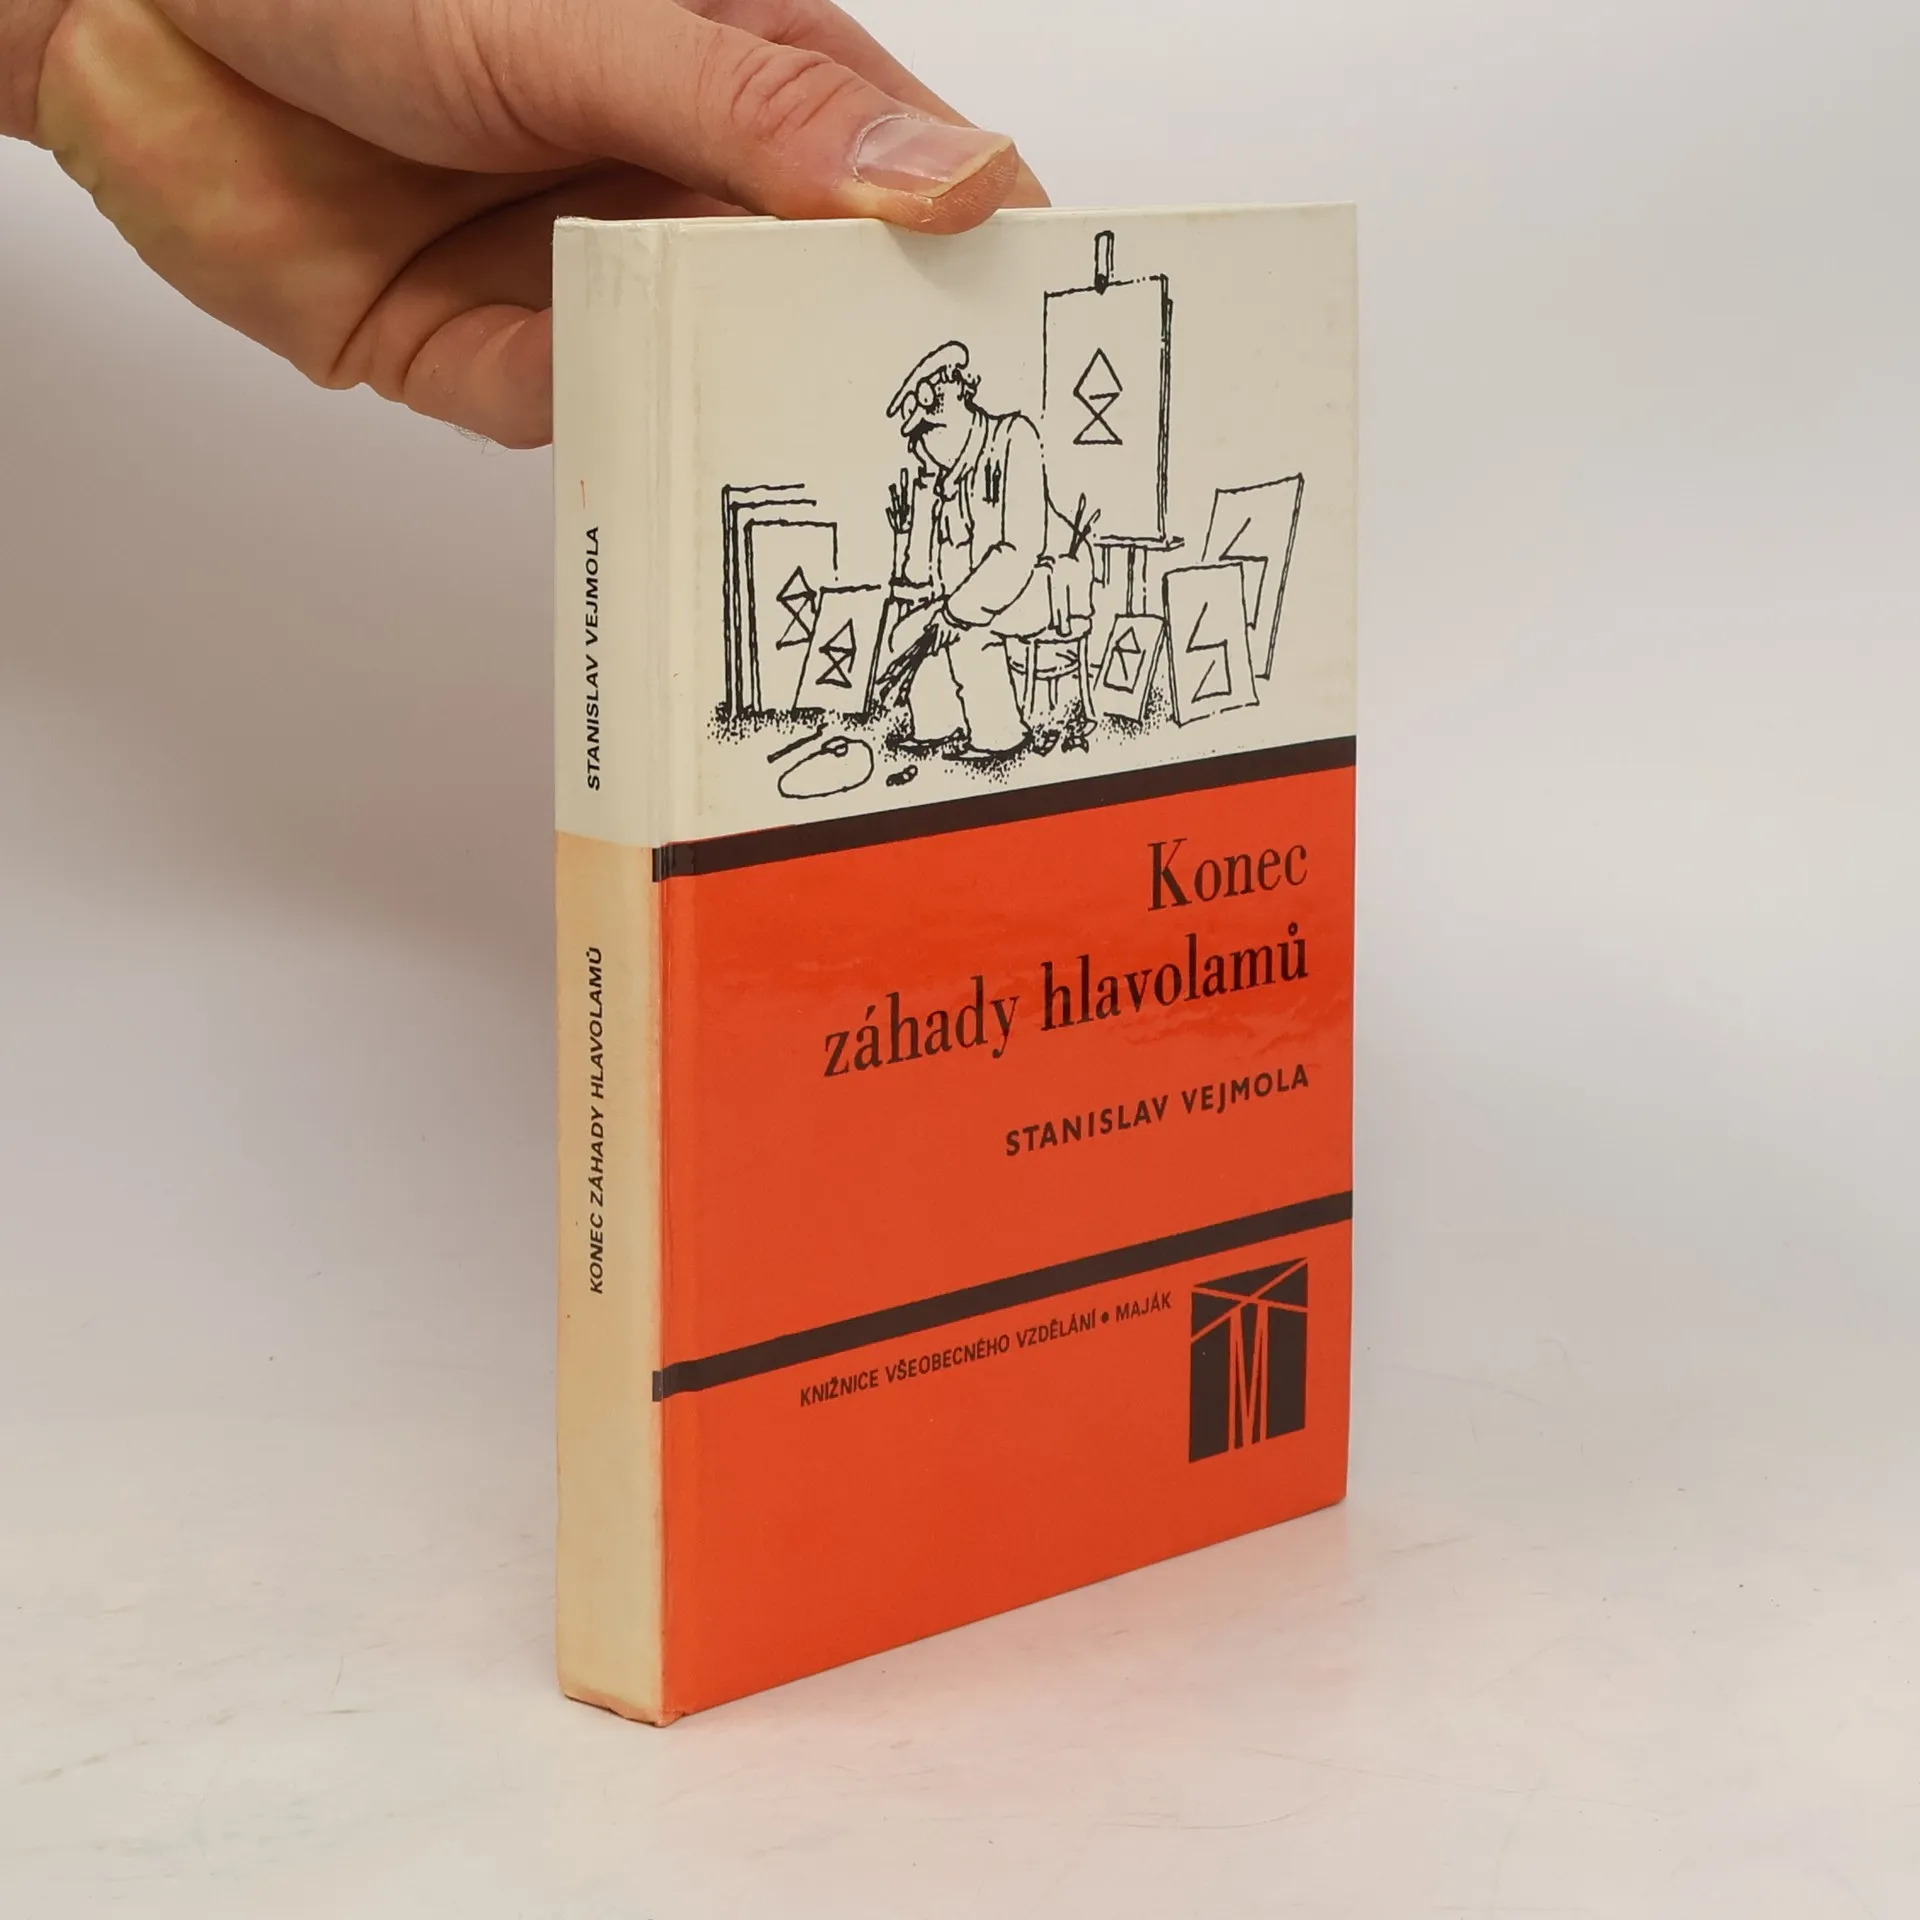 STANISLAV VEJMOLA
KONEC ZÁHADY HLAVOLAMŮ
Konec
záhady hlavolamů
STANISLAV VEJMOLA
KNIŽNICE VŠEOBECNÉHO VZDĚLÁNÍ • MAJÁK
M